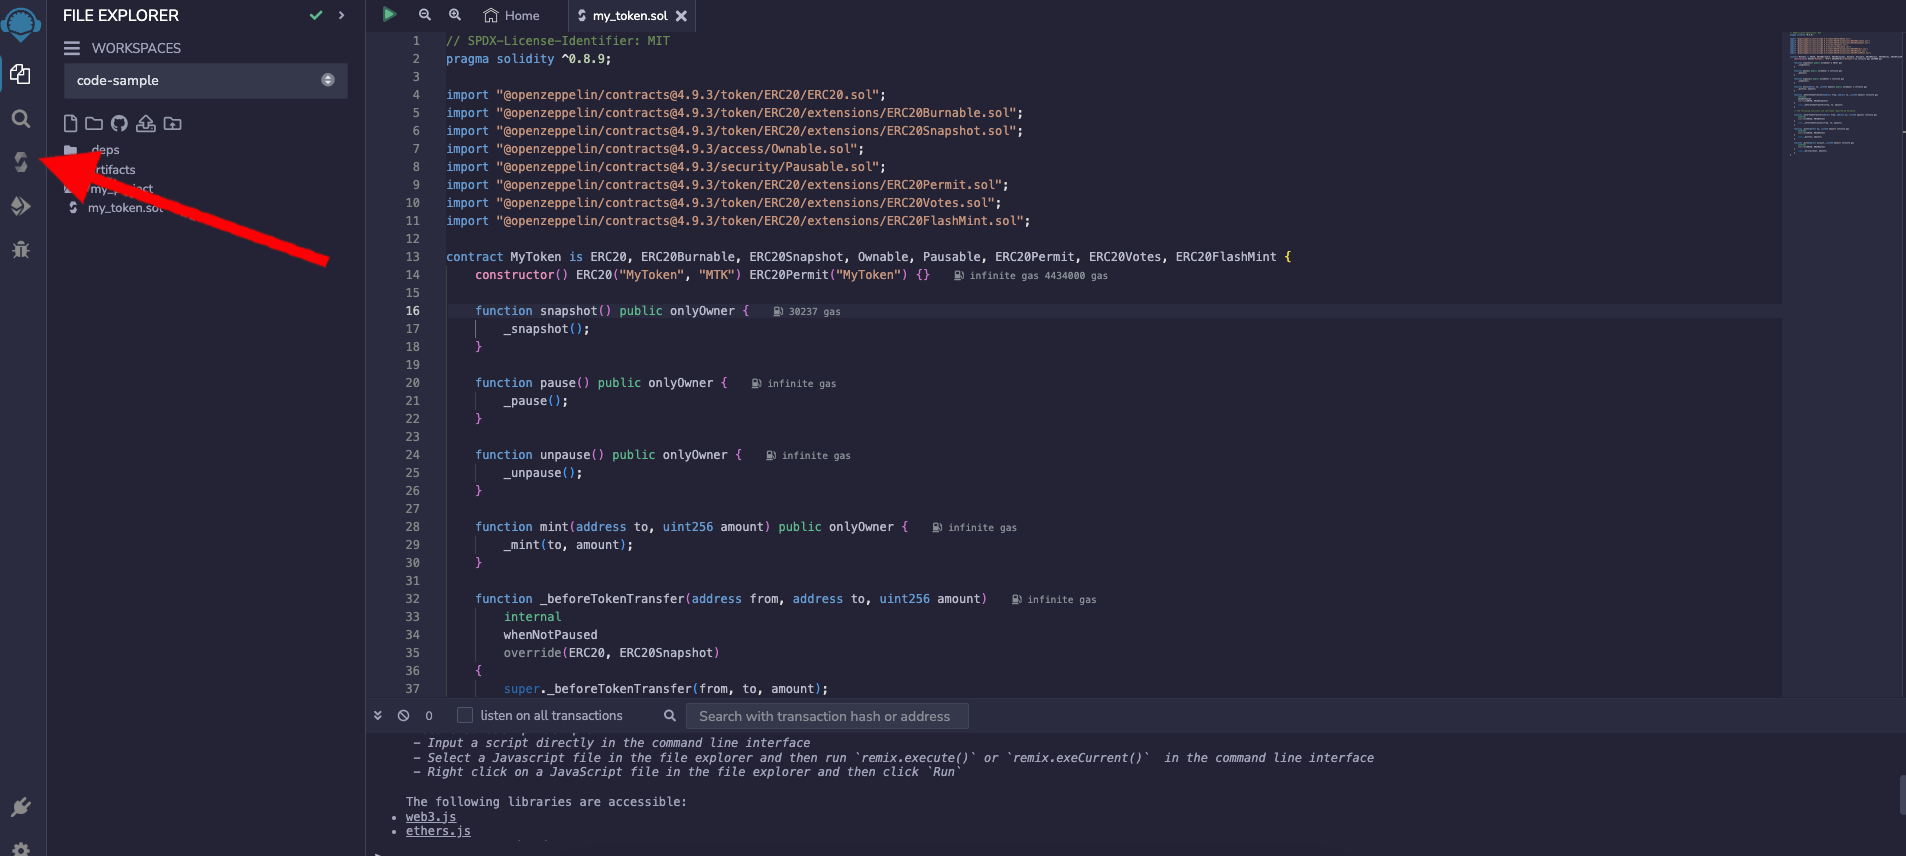 FILE EXPLORER
WORKSPACES
code-sample
deps
artifacts
my_project
my_token.sol
Home
my_token.sol
1 // SPDX-License-Identifier: MIT
2 pragma solidity ^0.8.9;
3
4 import "@openzeppelin/contracts@4.9.3/token/ERC20/ERC20.sol";
5 import "@openzeppelin/contracts@4.9.3/token/ERC20/extensions/ERC20Burnable.sol";
6 import "@openzeppelin/contracts@4.9.3/token/ERC20/extensions/ERC20Snapshot.sol";
7 import "@openzeppelin/contracts@4.9.3/access/Ownable.sol";
8 import "@openzeppelin/contracts@4.9.3/security/Pausable.sol";
9 import "@openzeppelin/contracts@4.9.3/token/ERC20/extensions/ERC20Permit.sol";
10 import "@openzeppelin/contracts@4.9.3/token/ERC20/extensions/ERC20Votes.sol";
11 import "@openzeppelin/contracts@4.9.3/token/ERC20/extensions/ERC20FlashMint.sol";
12
13 contract MyToken is ERC20, ERC20Burnable, ERC20Snapshot, Ownable, Pausable, ERC20Permit, ERC20Votes, ERC20FlashMint {
14 constructor() ERC20("MyToken", "MTK") ERC20Permit("MyToken") {} infinite gas 4434000 gas
15
16 function snapshot() public onlyOwner { 30237 gas
17 _snapshot();
18 }
19
20 function pause() public onlyOwner { infinite gas
21 _pause();
22 }
23
24 function unpause() public onlyOwner { infinite gas
25 _unpause();
26 }
27
28 function mint(address to, uint256 amount) public onlyOwner { infinite gas
29 _mint(to, amount);
30 }
31
32 function _beforeTokenTransfer(address from, address to, uint256 amount) infinite gas
33 internal
34 whenNotPaused
35 override(ERC20, ERC20Snapshot)
36 {
37 super._beforeTokenTransfer(from, to, amount);
0 listen on all transactions Search with transaction hash or address
- Input a script directly in the command line interface
- Select a Javascript file in the file explorer and then run `remix.execute()` or `remix.exeCurrent()` in the command line interface
- Right click on a JavaScript file in the file explorer and then click `Run`
The following libraries are accessible:
• web3.js
• ethers.js
>